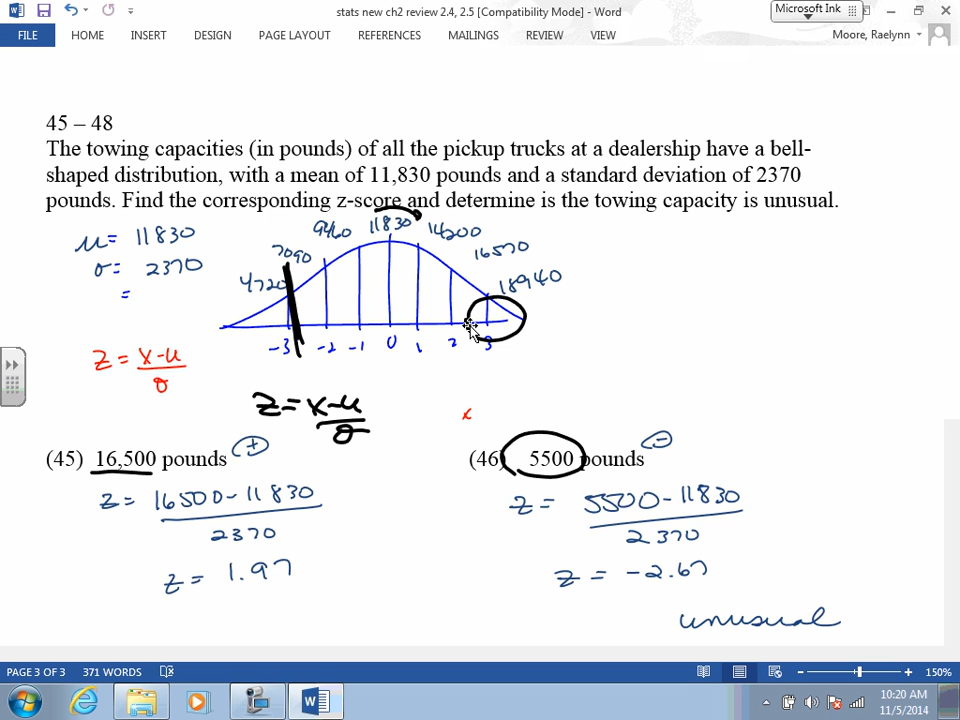 stats new ch2 review 2.4, 2.5 [Compatibility Mode] - Word
Microsoft Ink
FILE HOME INSERT DESIGN PAGE LAYOUT REFERENCES MAILINGS REVIEW VIEW Moore, Raelynn
45 – 48
The towing capacities (in pounds) of all the pickup trucks at a dealership have a bell-
shaped distribution, with a mean of 11,830 pounds and a standard deviation of 2370
pounds. Find the corresponding z-score and determine is the towing capacity is unusual.
μ = 11830
σ = 2370
=
4720 7090 9460 11830 14200 16570 18940
-3 -2 -1 0 1 2 3
z = x-μ
σ
z = x-μ
σ
x
(45) 16,500 pounds +
z = 16500-11830
2370
z = 1.97
(46) 5500 pounds -
z = 5500-11830
2370
z = -2.67
unusual
PAGE 3 OF 3 371 WORDS 150%
10:20 AM
11/5/2014